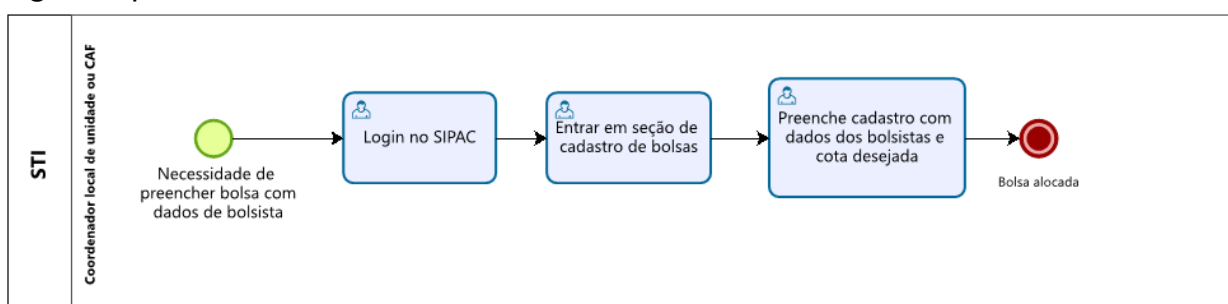 STI
Coordenador local de unidade ou CAF
Necessidade de
preencher bolsa com
dados de bolsista
Login no SIPAC
Entrar em seção de
cadastro de bolsas
Preenche cadastro com
dados dos bolsistas e
cota desejada
Bolsa alocada